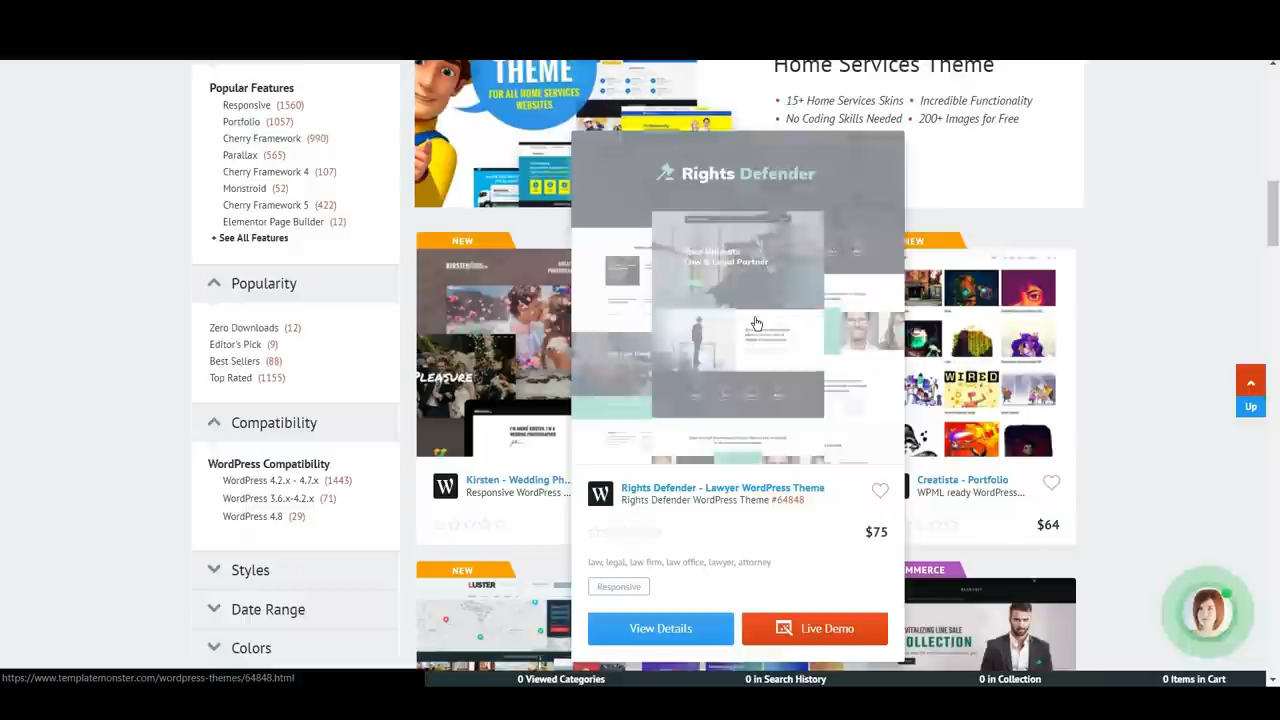 Popular Features
Responsive (1560)
Portfolio (1057)
Cherry Framework (990)
Parallax (565)
Cherry Framework 4 (107)
Monstroid (52)
Cherry Framework 5 (422)
Elementor Page Builder (12)
+ See All Features
Popularity
Zero Downloads (12)
Editor's Pick (9)
Best Sellers (88)
Top Rated (1155)
Compatibility
WordPress Compatibility
WordPress 4.2.x - 4.7.x (1443)
WordPress 3.6.x-4.2.x (71)
WordPress 4.8 (29)
Styles
Date Range
Colors
THEME
FOR ALL HOME SERVICES
WEBSITES.
Home Services Theme
• 15+ Home Services Skins • Incredible Functionality
• No Coding Skills Needed • 200+ Images for Free
NEW
PLEASURE
Kirsten - Wedding Ph...
Responsive WordPress ...
Rights Defender
Your Ultimate
Law & Legal Partner
Rights Defender - Lawyer WordPress Theme
Rights Defender WordPress Theme #64848
$75
law, legal, law firm, law office, lawyer, attorney
Responsive
View Details
Live Demo
NEW
WIRED
Creatista - Portfolio
WPML ready WordPress...
$64
NEW
LUSTER
MMERCE
VITALIZING LINE SALE
COLLECTION
Up
https://www.templatemonster.com/wordpress-themes/64848.html
0 Viewed Categories
0 in Search History
0 in Collection
0 Items in Cart